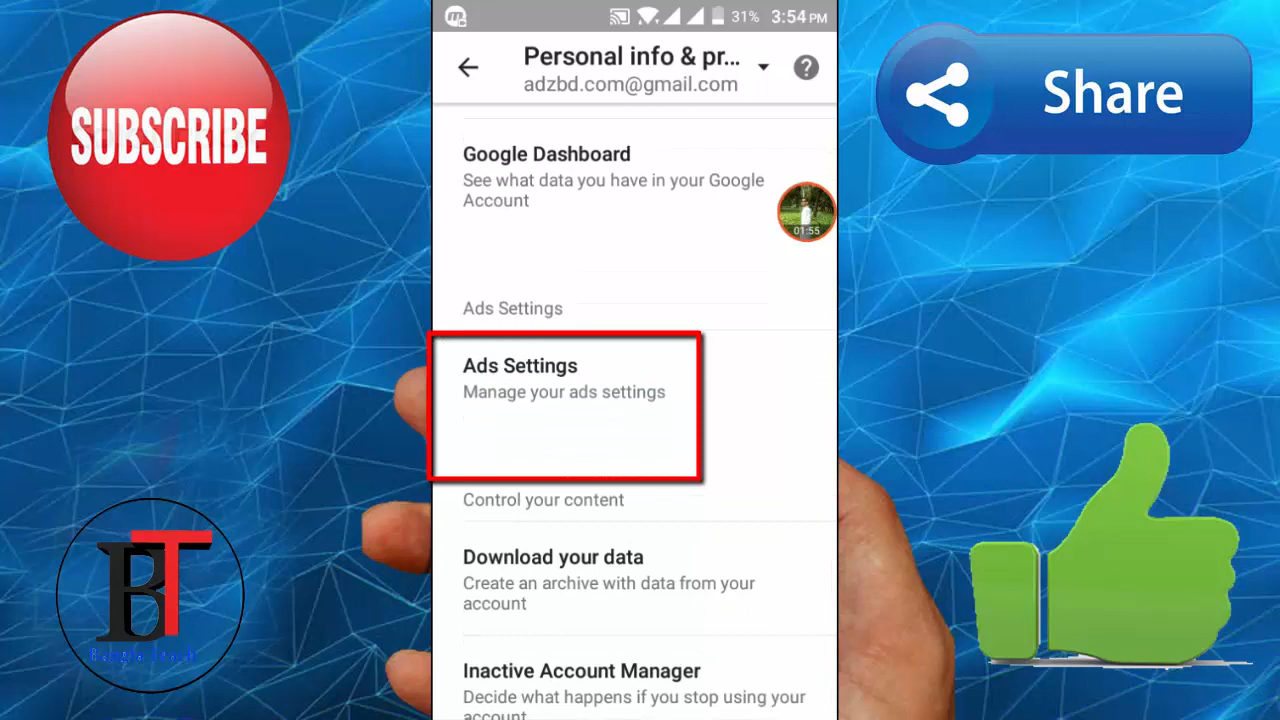 SUBSCRIBE
31% 3:54 PM
Personal info & pr...
adzbd.com@gmail.com
Share
Google Dashboard
See what data you have in your Google
Account
01:55
Ads Settings
Ads Settings
Manage your ads settings
Control your content
Download your data
Create an archive with data from your
account
Inactive Account Manager
Decide what happens if you stop using your
account
BT